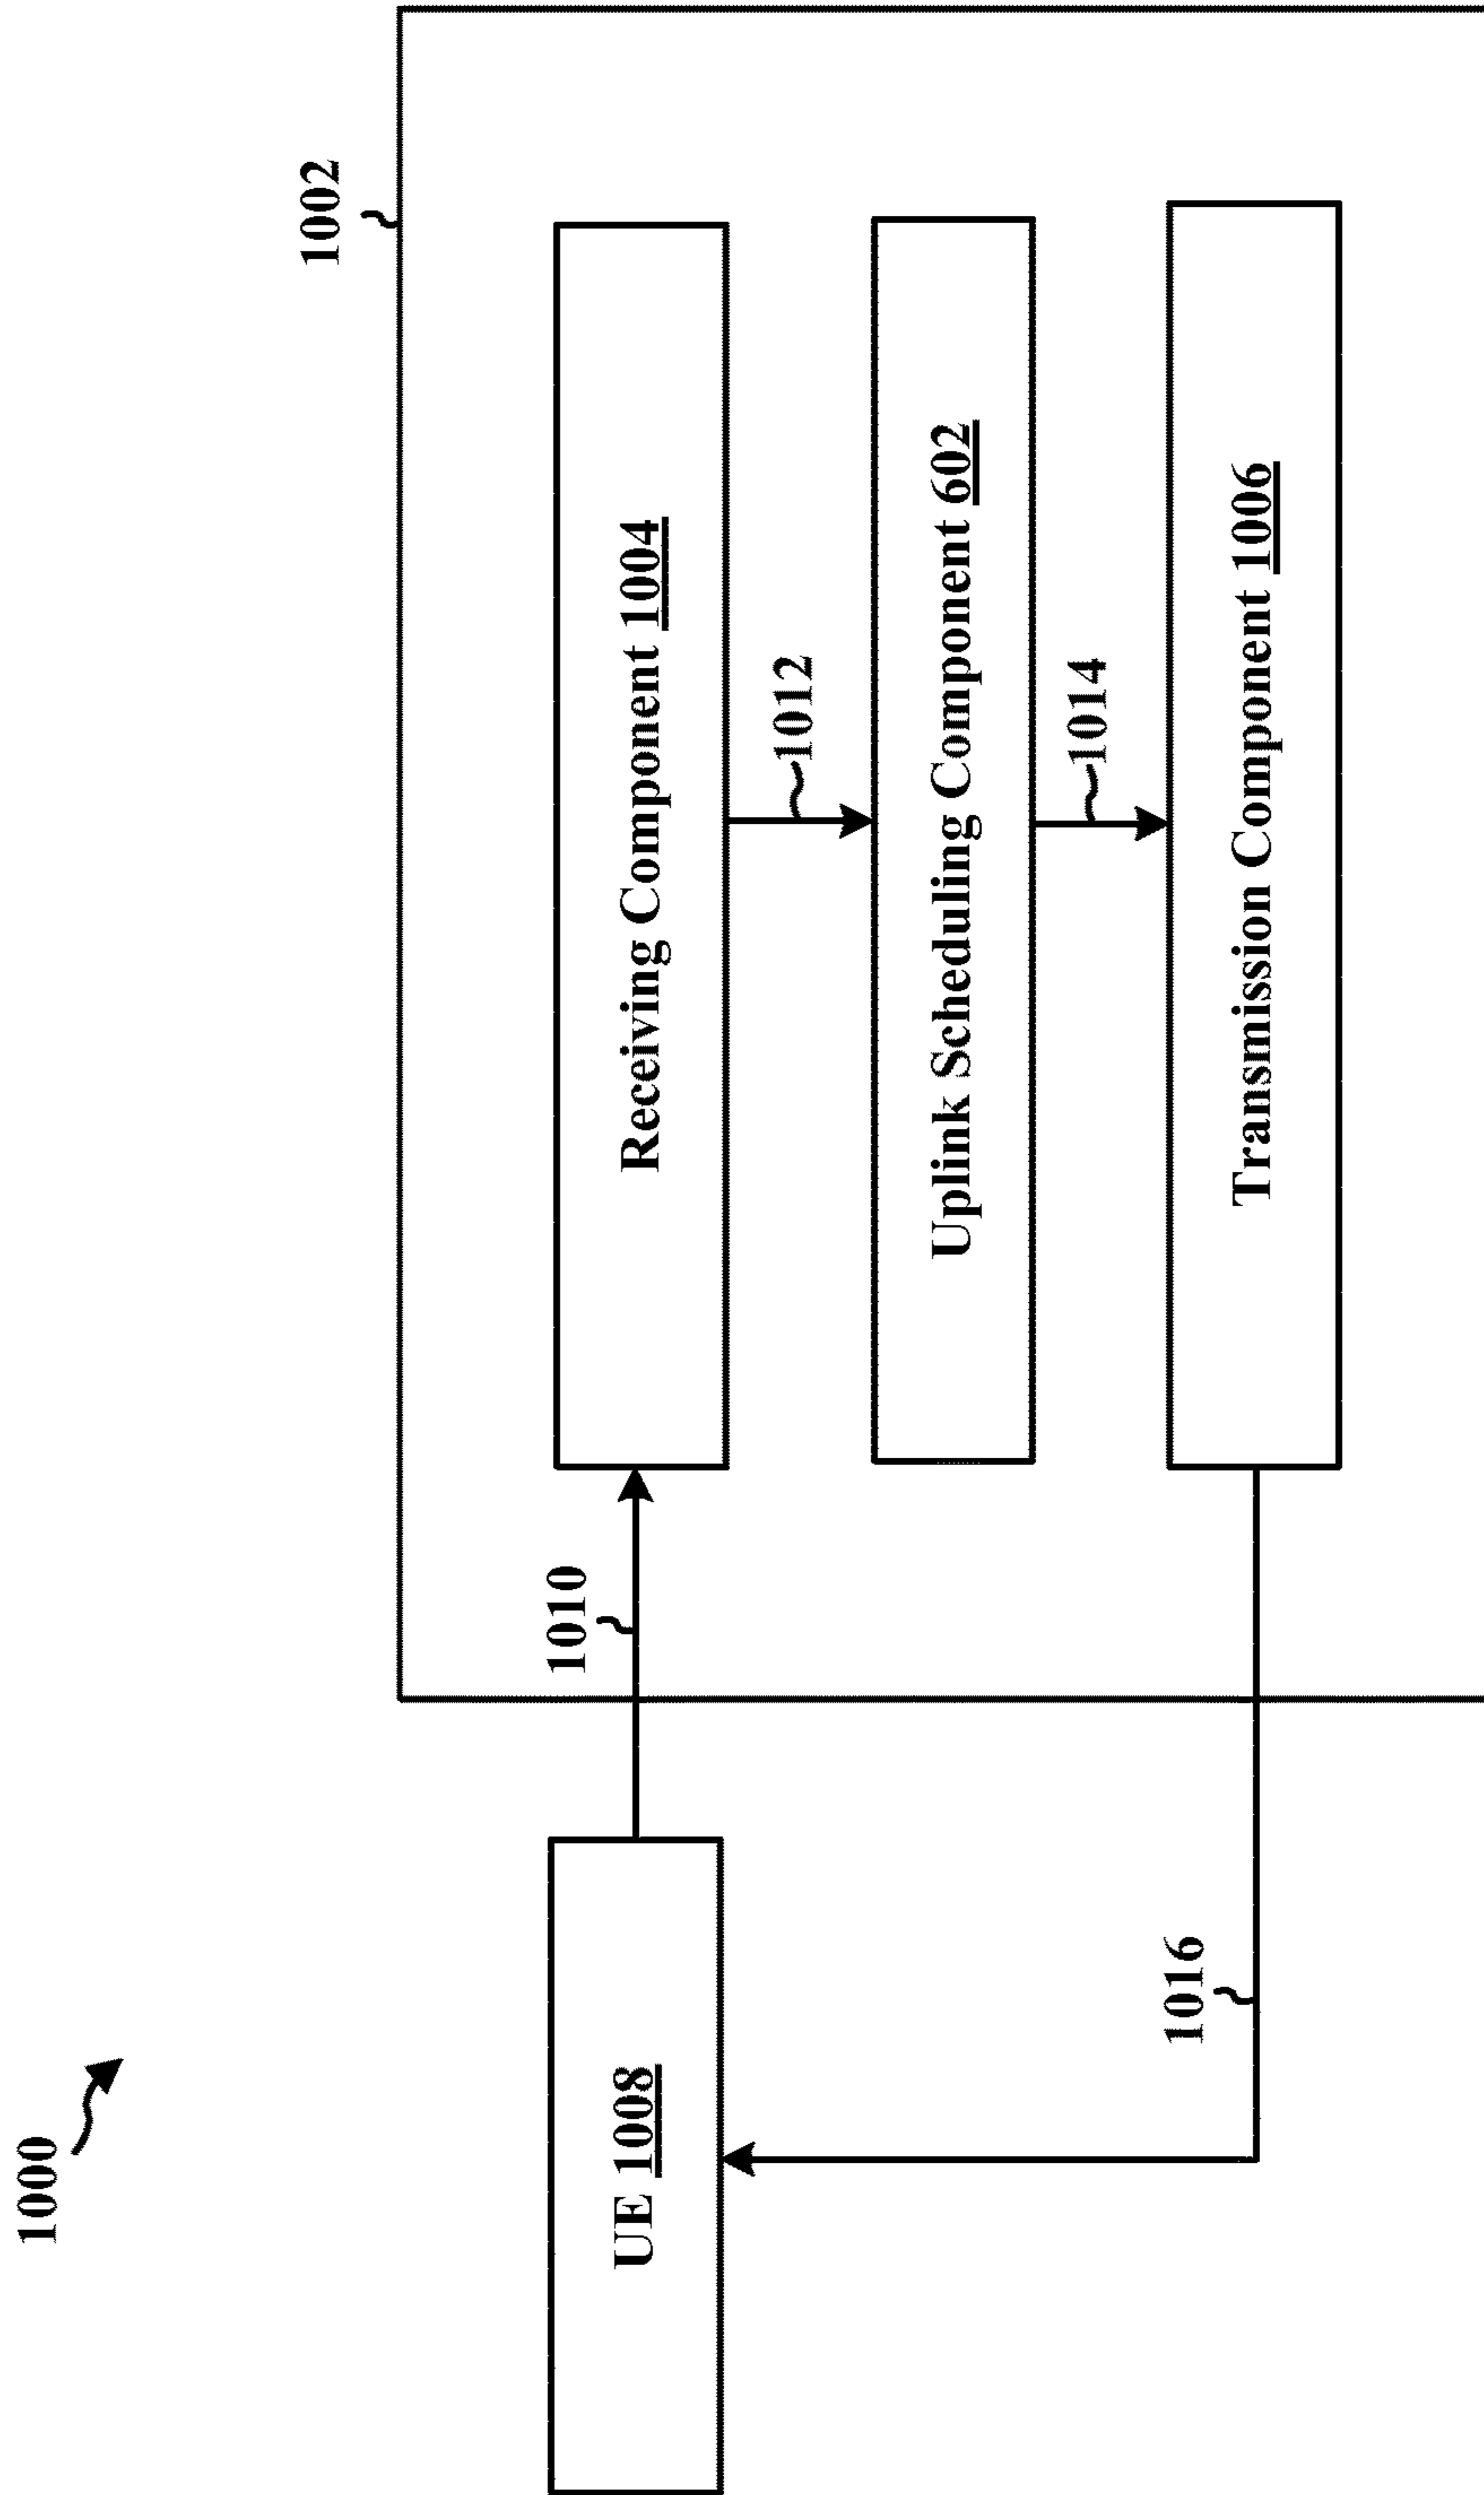 1000
1002
UE 1008
1010
Receiving Component 1004
1012
Uplink Scheduling Component 602
1014
Transmission Component 1006
1016